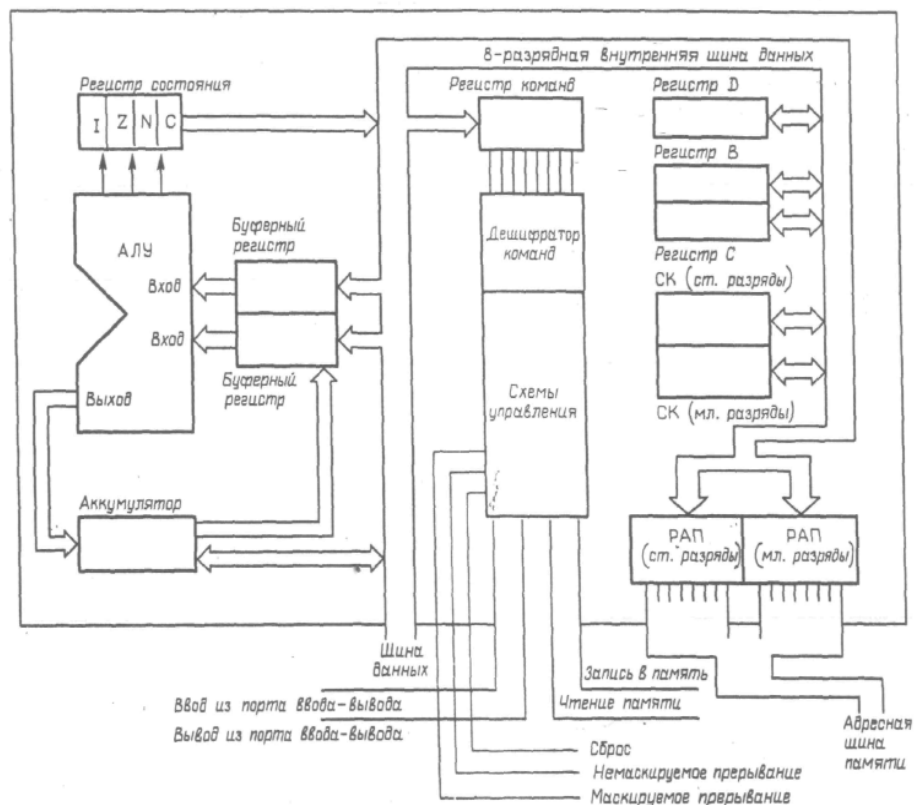 8-разрядная внутренняя шина данных
Регистр состояния
I Z N C
Регистр команд
Регистр D
Регистр B
Регистр C
АЛУ
Вход
Вход
Выход
Буферный
регистр
Буферный
регистр
Дешифратор
команд
Схемы
управления
СК (ст. разряды)
СК (мл. разряды)
Аккумулятор
РАП
(ст. разряды)
РАП
(мл. разряды)
Шина
данных
Ввод из порта ввода-вывода
Вывод из порта ввода-вывода
Запись в память
Чтение памяти
Сброс
Немаскируемое прерывание
Маскируемое прерывание
Адресная
шина
памяти